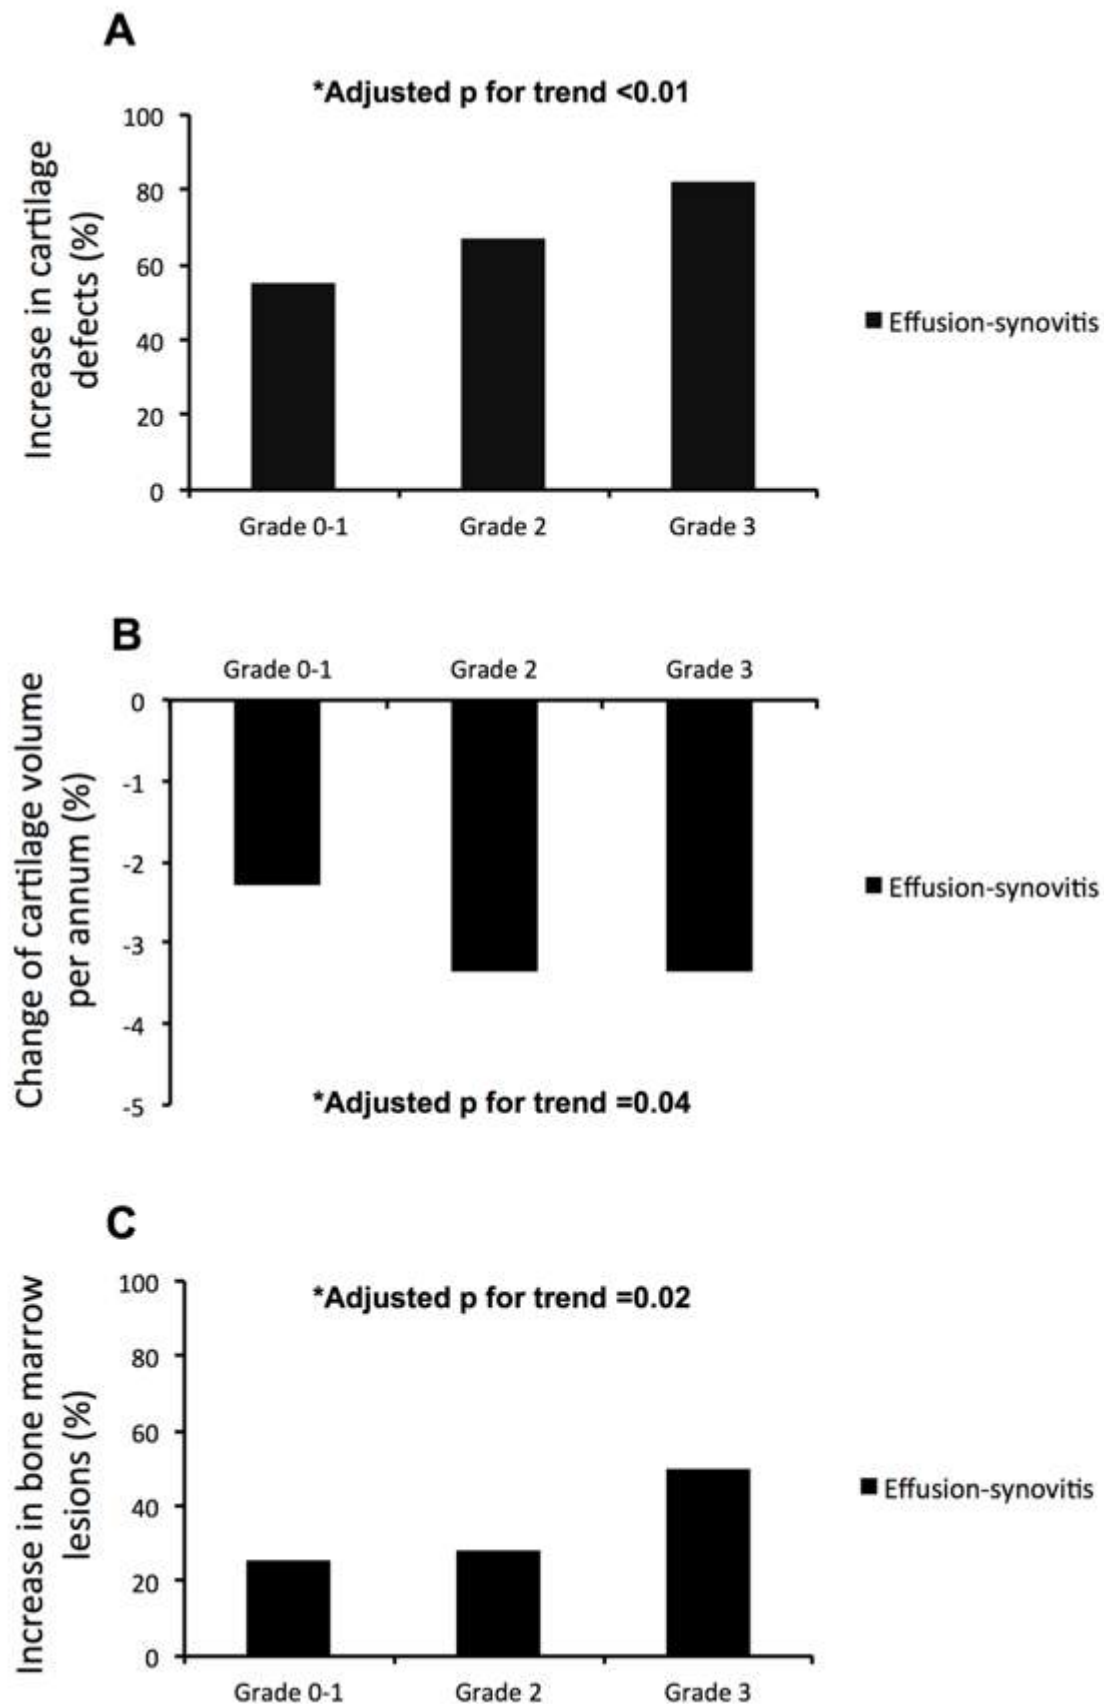 A
*Adjusted p for trend <0.01
Increase in cartilage
defects (%)
100
80
60
40
20
0
Grade 0-1 Grade 2 Grade 3
Effusion-synovitis
B
Grade 0-1 Grade 2 Grade 3
Change of cartilage volume
per annum (%)
0
-1
-2
-3
-4
-5
Effusion-synovitis
*Adjusted p for trend =0.04
C
*Adjusted p for trend =0.02
Increase in bone marrow
lesions (%)
100
80
60
40
20
0
Effusion-synovitis
Grade 0-1 Grade 2 Grade 3